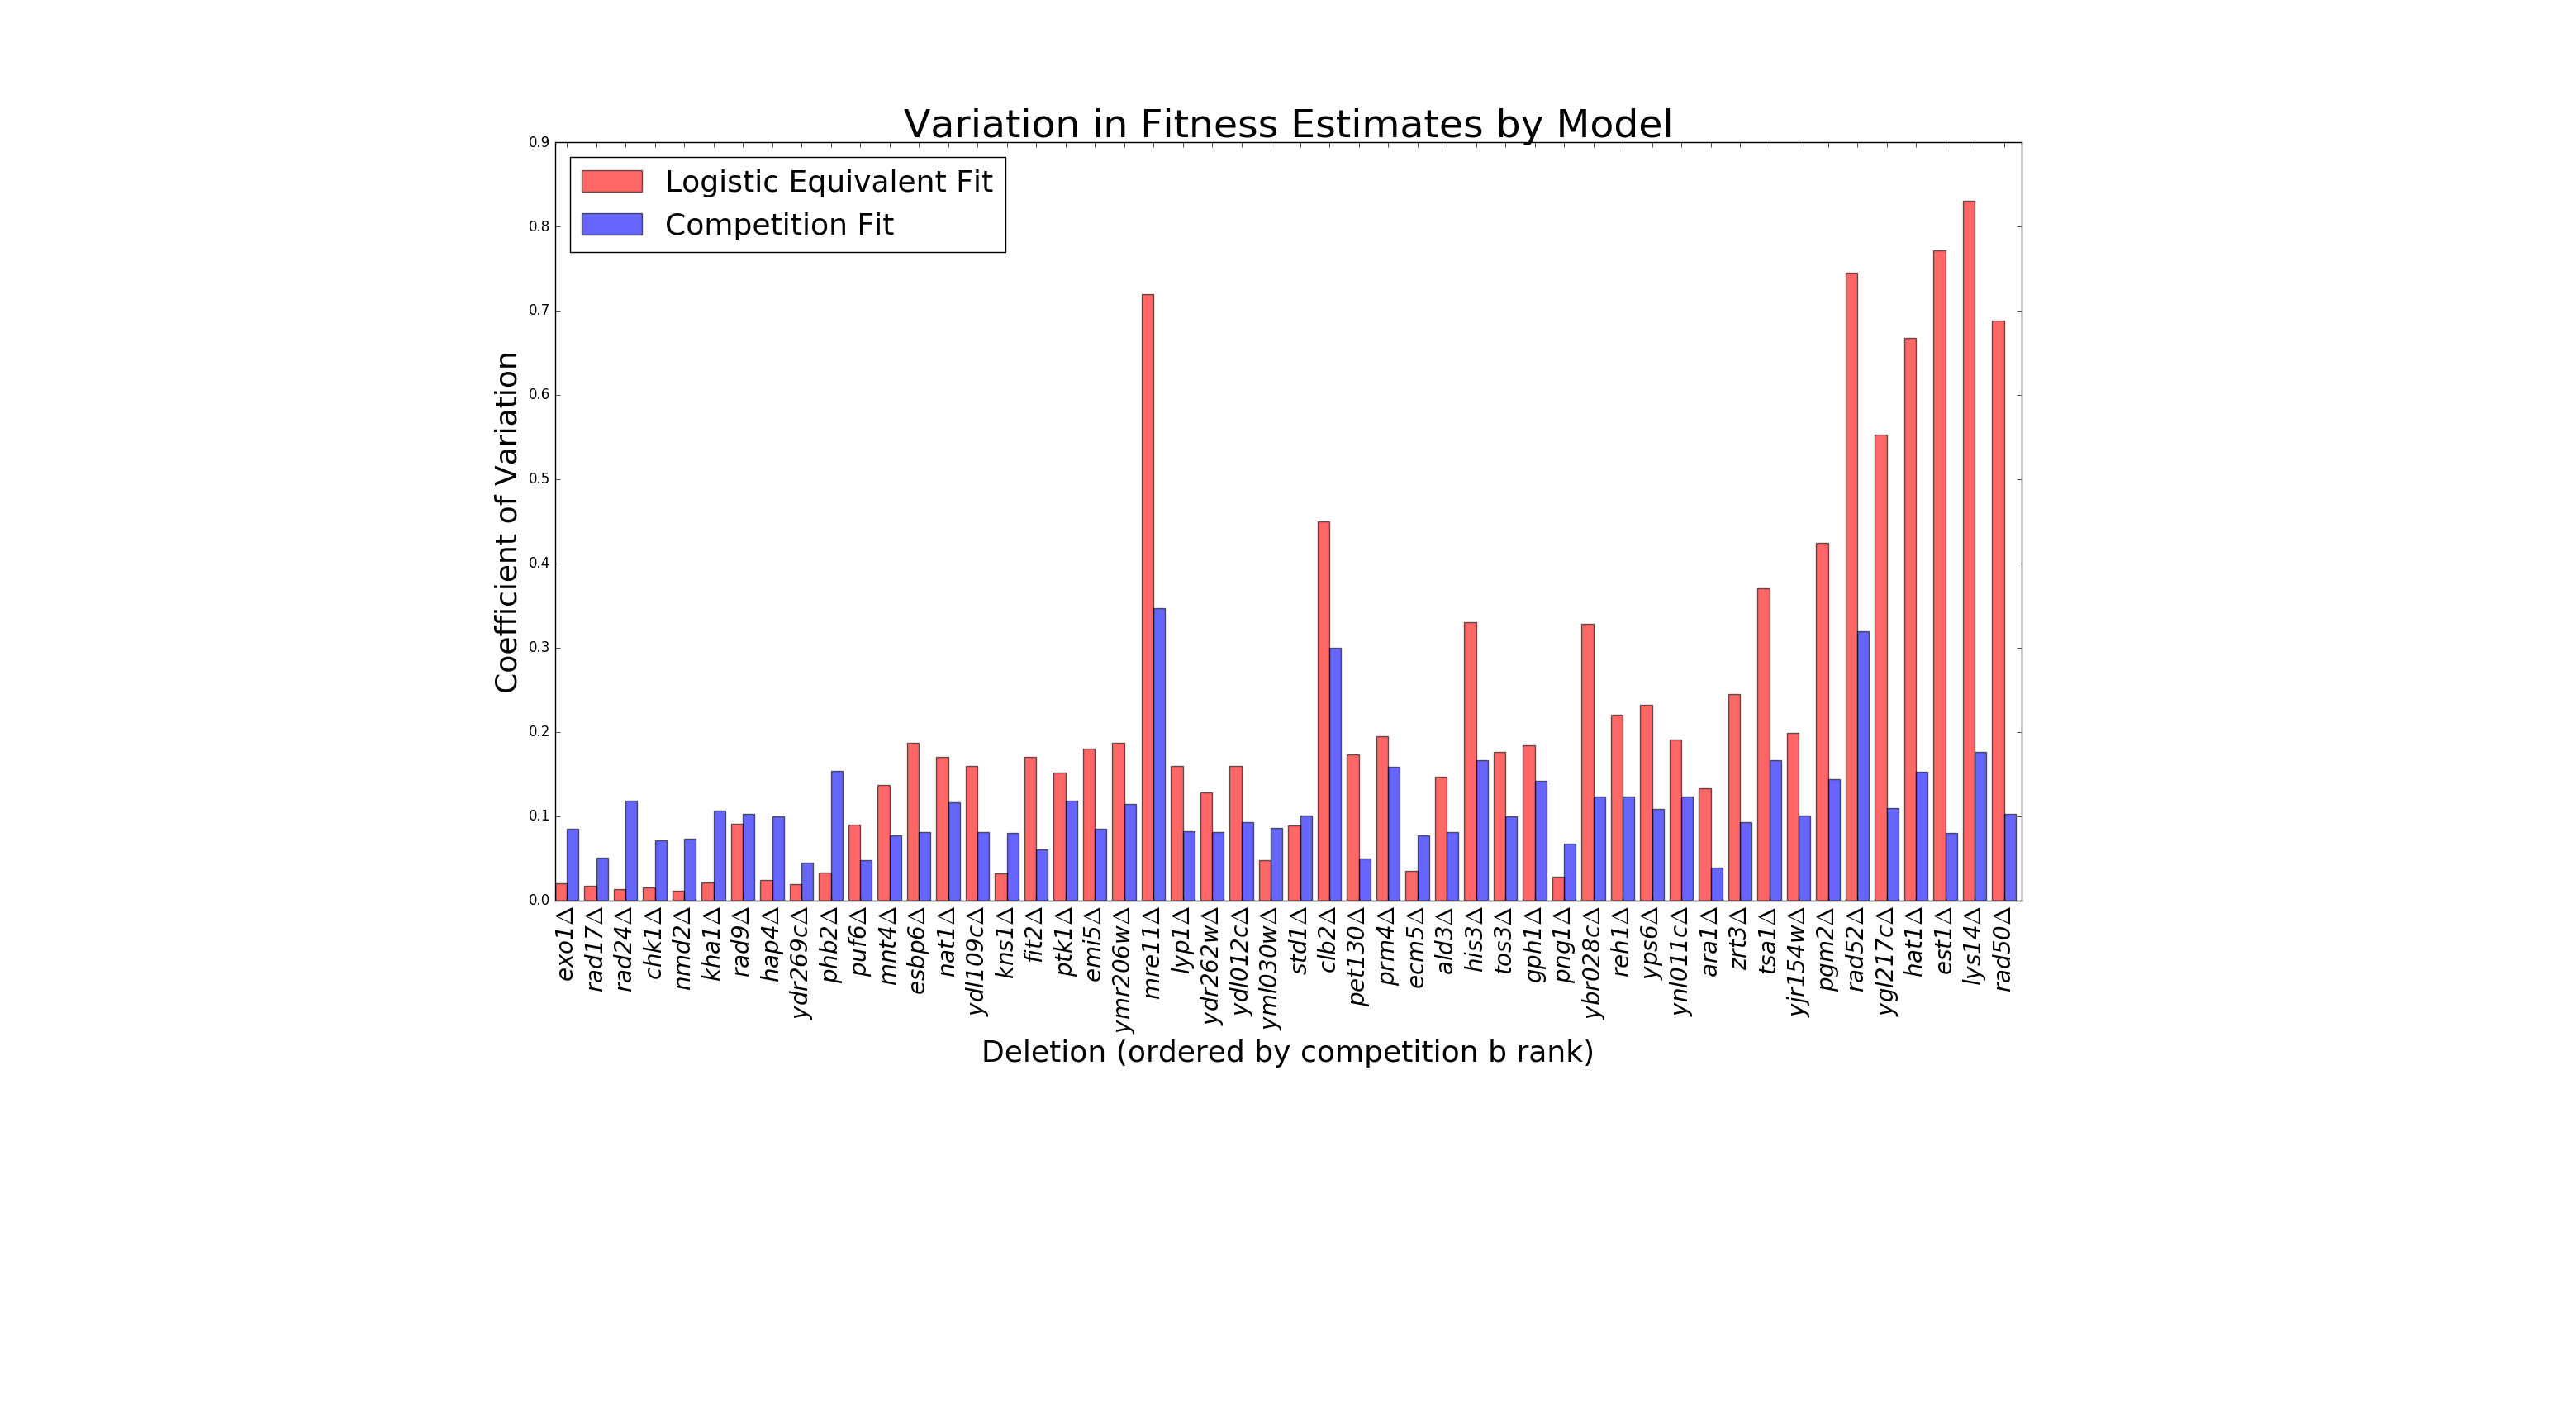 Variation in Fitness Estimates by Model
Logistic Equivalent Fit
Competition Fit
Coefficient of Variation
0.9
0.8
0.7
0.6
0.5
0.4
0.3
0.2
0.1
0.0
exo1Δ
rad17Δ
rad24Δ
chk1Δ
nmd2Δ
kha1Δ
rad9Δ
hap4Δ
ydr269cΔ
phb2Δ
puf6Δ
mnt4Δ
esbp6Δ
nat1Δ
ydl109cΔ
kns1Δ
fit2Δ
ptk1Δ
emi5Δ
ymr206wΔ
mre11Δ
lyp1Δ
ydr262wΔ
ydl012cΔ
yml030wΔ
std1Δ
clb2Δ
pet130Δ
prm4Δ
ecm5Δ
ald3Δ
his3Δ
tos3Δ
gph1Δ
png1Δ
ybr028cΔ
reh1Δ
yps6Δ
ynl011cΔ
ara1Δ
zrt3Δ
tsa1Δ
yjr154wΔ
pgm2Δ
rad52Δ
ygl217cΔ
hat1Δ
est1Δ
lys14Δ
rad50Δ
Deletion (ordered by competition b rank)